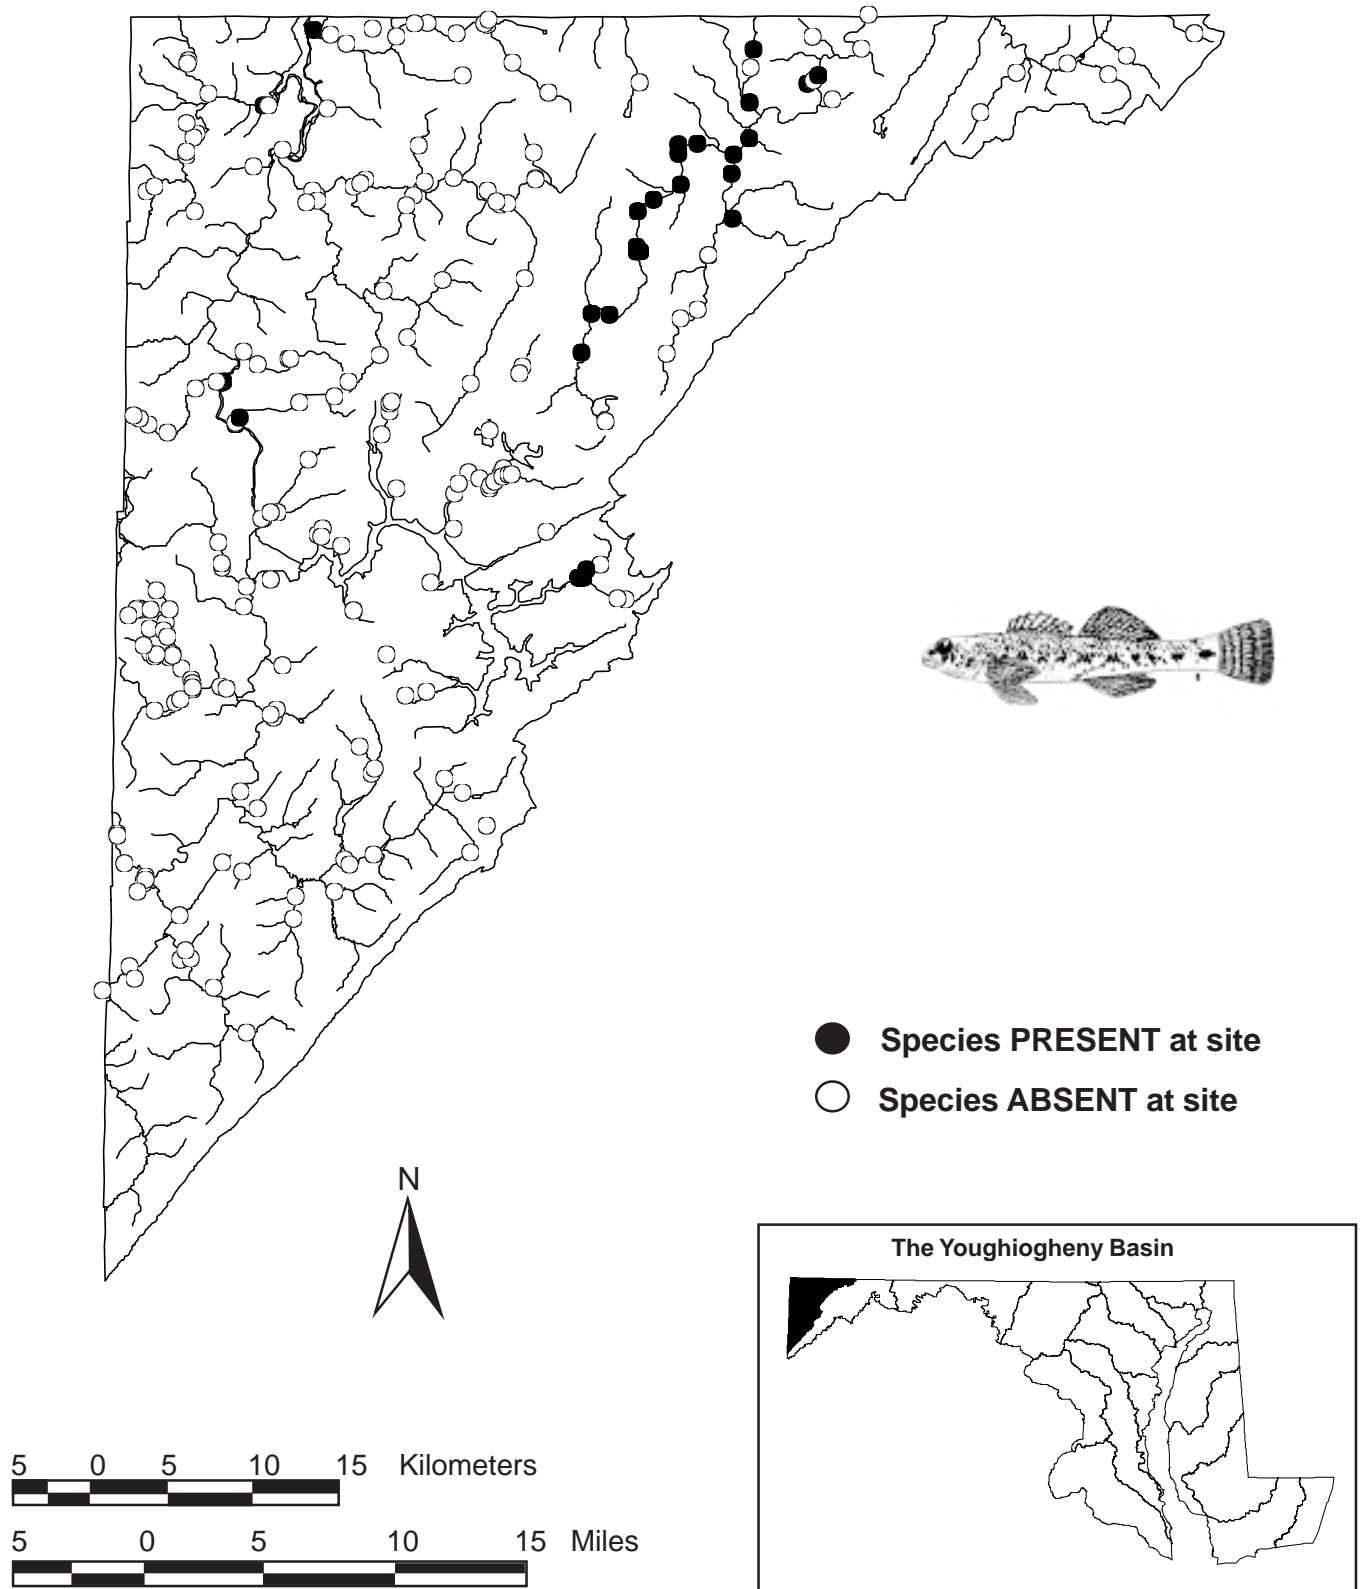 Species PRESENT at site
Species ABSENT at site
N
The Youghiogheny Basin
5 0 5 10 15 Kilometers
5 0 5 10 15 Miles